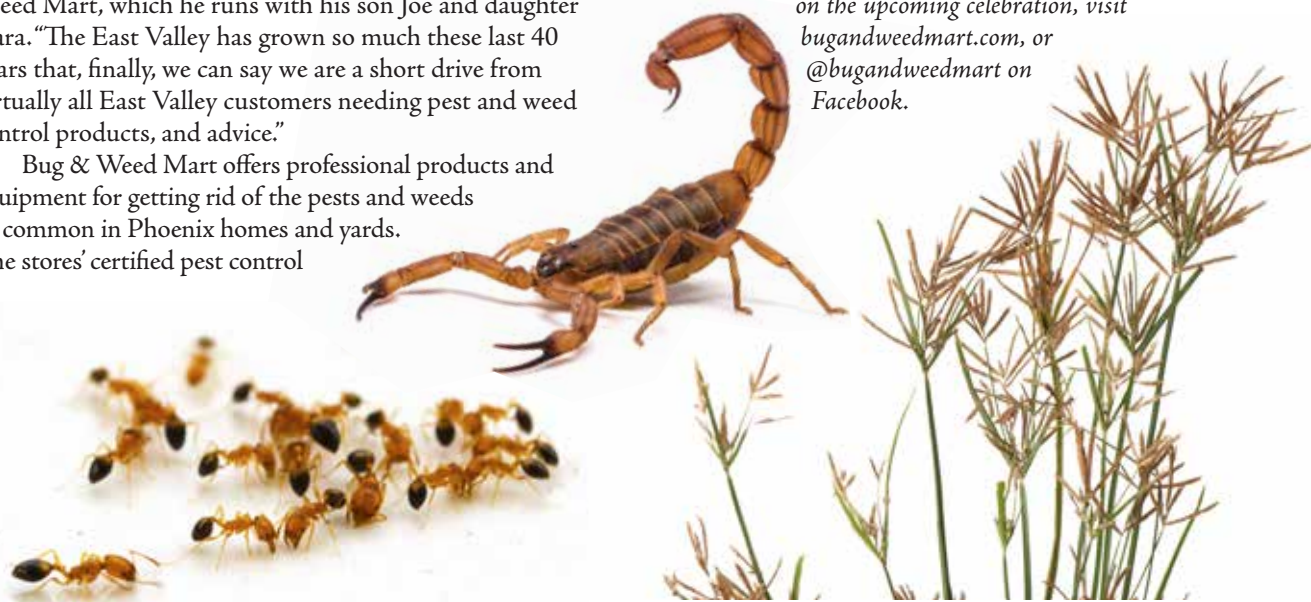 eed Mart, which he runs with his son Joe and daughter
ara. “The East Valley has grown so much these last 40
ars that, finally, we can say we are a short drive from
rtually all East Valley customers needing pest and weed
ntrol products, and advice.”
Bug & Weed Mart offers professional products and
uipment for getting rid of the pests and weeds
common in Phoenix homes and yards.
he stores’ certified pest control
on the upcoming celebration, visit
bugandweedmart.com, or
@bugandweedmart on
Facebook.